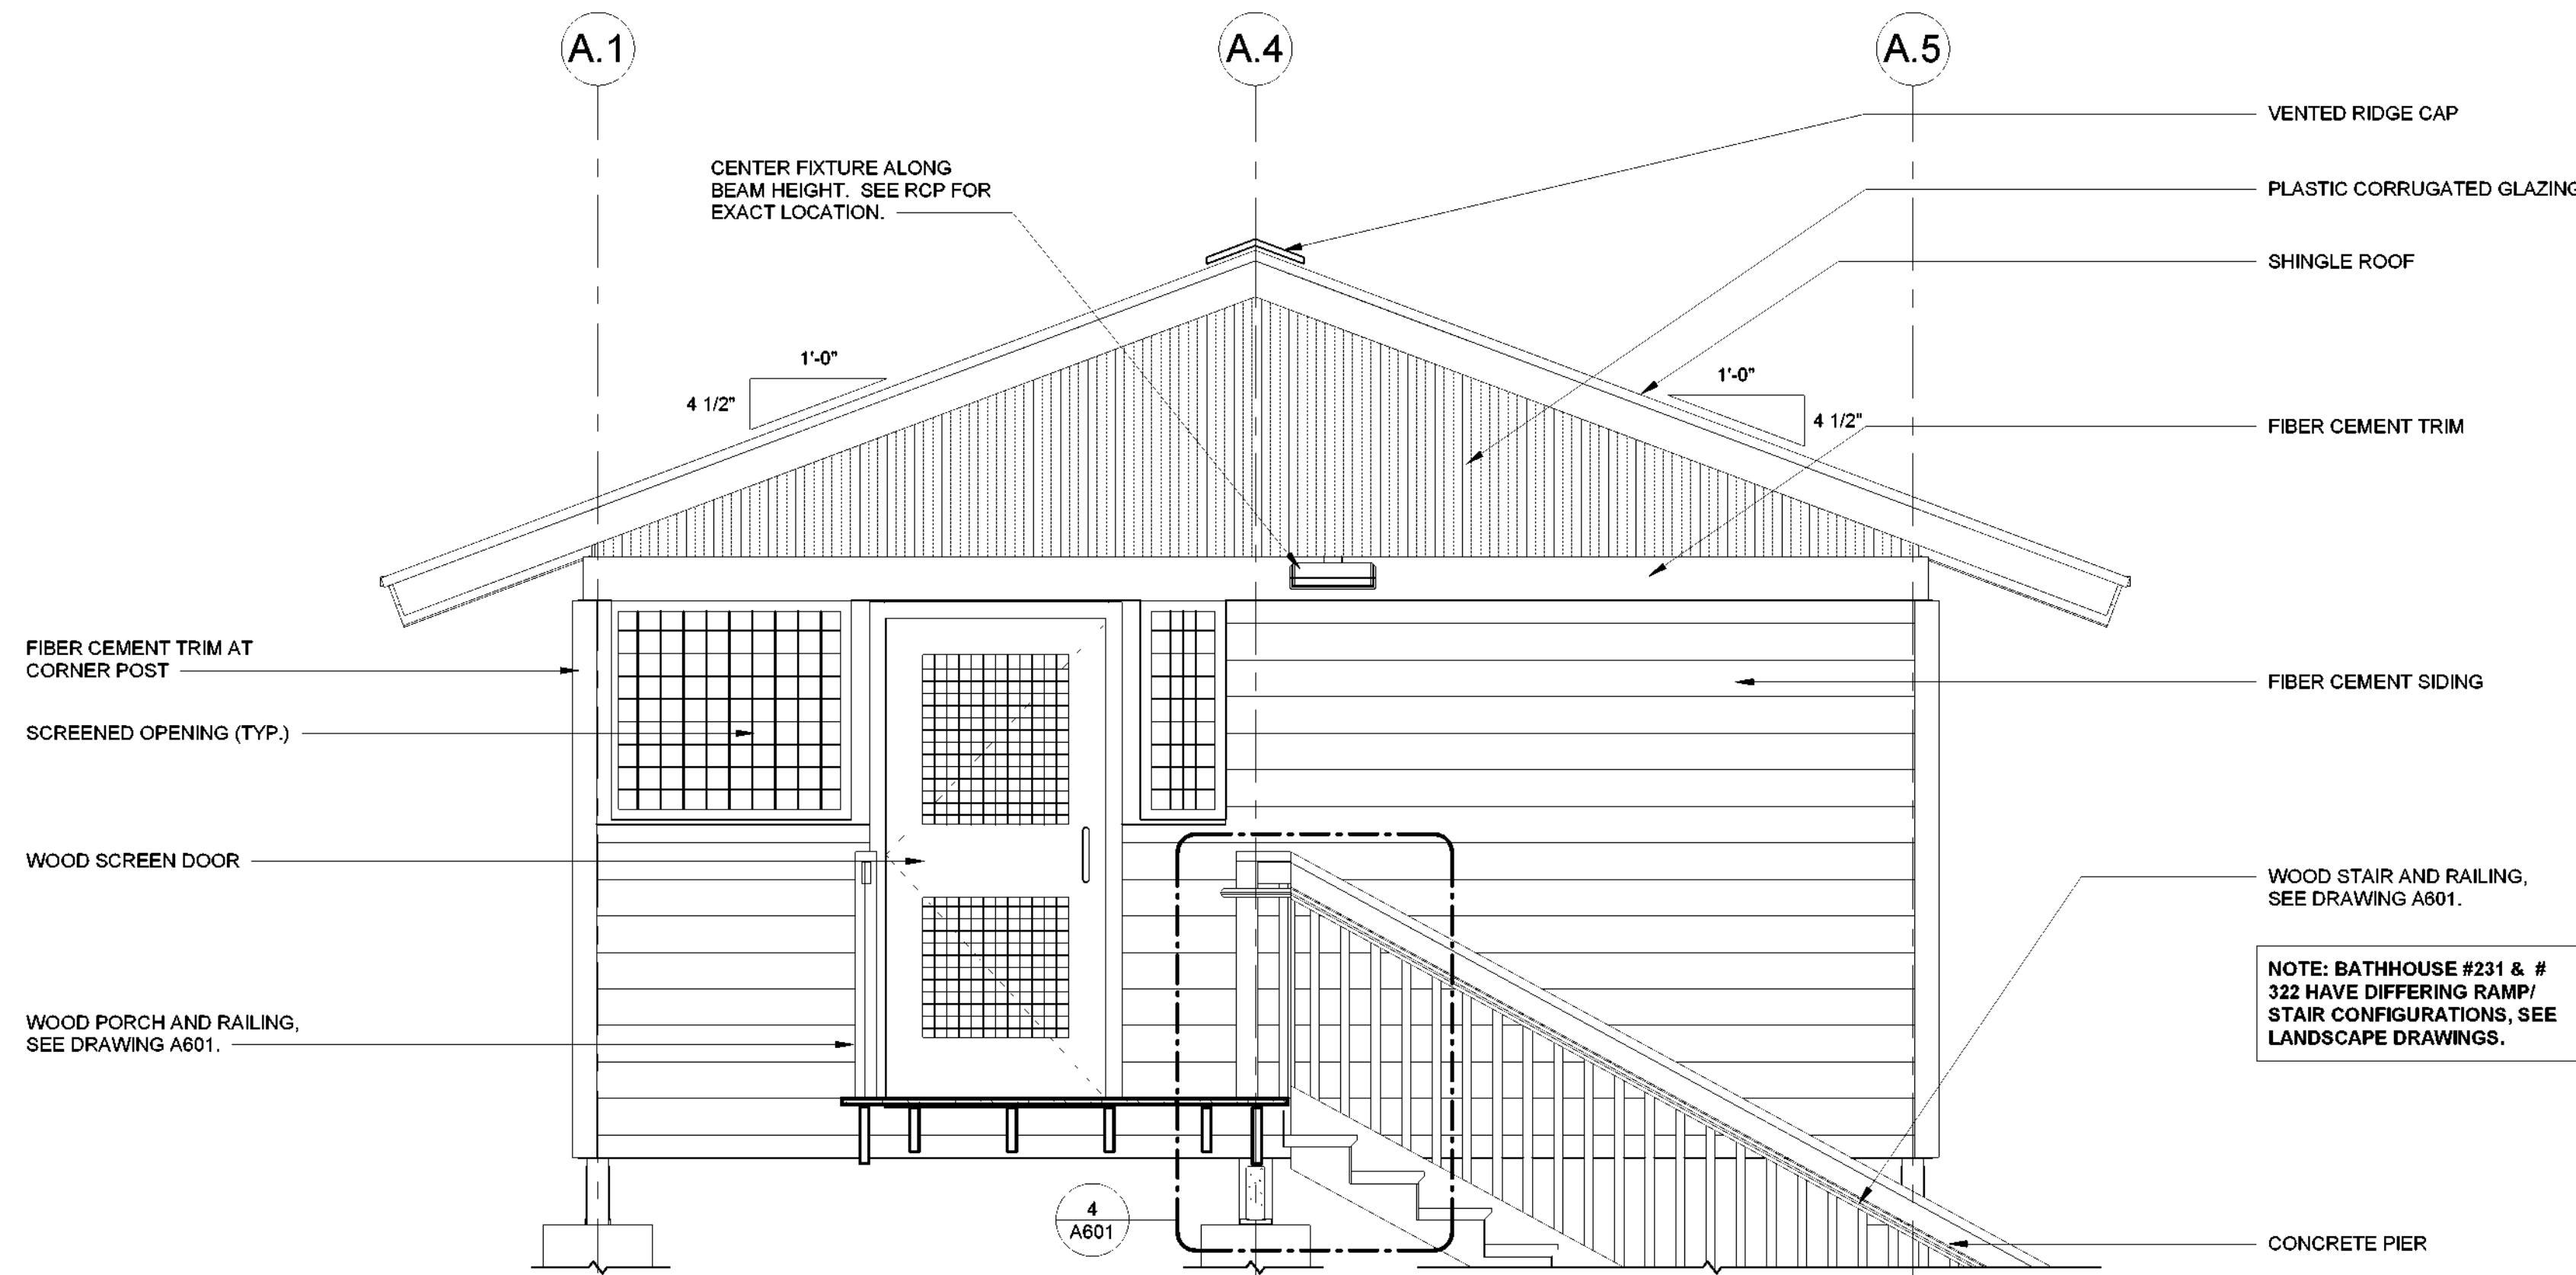 A.1
A.4
A.5
VENTED RIDGE CAP
CENTER FIXTURE ALONG
BEAM HEIGHT. SEE RCP FOR
EXACT LOCATION.
PLASTIC CORRUGATED GLAZING
SHINGLE ROOF
1'-0"
4 1/2"
1'-0"
4 1/2"
FIBER CEMENT TRIM
FIBER CEMENT TRIM AT
CORNER POST
FIBER CEMENT SIDING
SCREENED OPENING (TYP.)
WOOD SCREEN DOOR
WOOD STAIR AND RAILING,
SEE DRAWING A601.
NOTE: BATHHOUSE #231 & #
322 HAVE DIFFERING RAMP/
STAIR CONFIGURATIONS, SEE
LANDSCAPE DRAWINGS.
WOOD PORCH AND RAILING,
SEE DRAWING A601.
4
A601
CONCRETE PIER